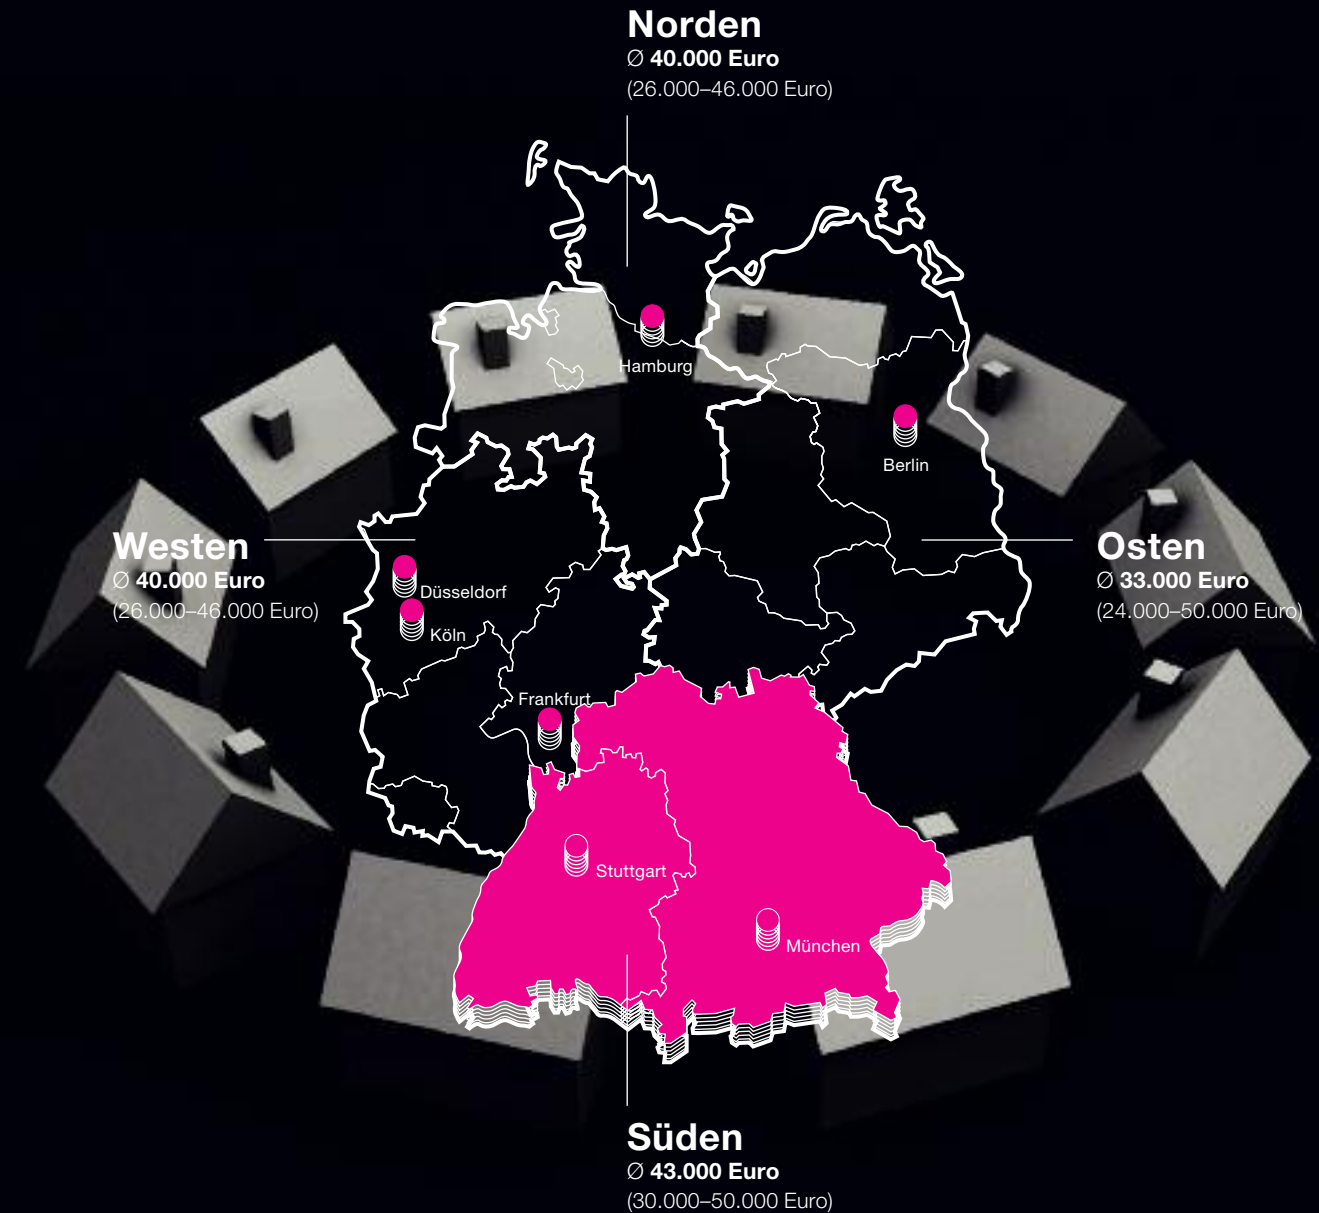 Norden
Ø 40.000 Euro
(26.000–46.000 Euro)
Hamburg
Berlin
Westen
Ø 40.000 Euro
(26.000–46.000 Euro)
Osten
Ø 33.000 Euro
(24.000–50.000 Euro)
Düsseldorf
Köln
Frankfurt
Stuttgart
München
Süden
Ø 43.000 Euro
(30.000–50.000 Euro)